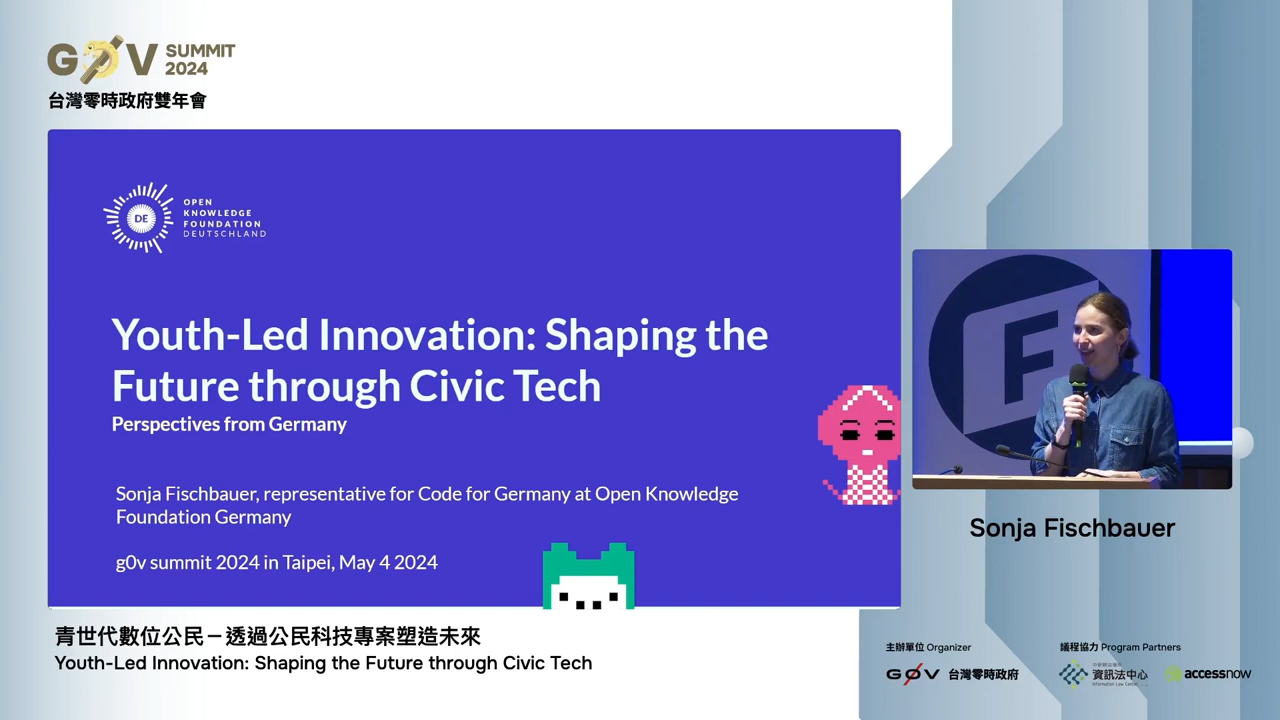 G0V SUMMIT 2024
台灣零時政府雙年會
DE
OPEN
KNOWLEDGE
FOUNDATION
DEUTSCHLAND
Youth-Led Innovation: Shaping the
Future through Civic Tech
Perspectives from Germany
Sonja Fischbauer, representative for Code for Germany at Open Knowledge
Foundation Germany
g0v summit 2024 in Taipei, May 4 2024
F
Sonja Fischbauer
青世代數位公民－透過公民科技專案塑造未來
Youth-Led Innovation: Shaping the Future through Civic Tech
主辦單位 Organizer
G0V 台灣零時政府
議程協力 Program Partners
資訊法中心
Information Law Center
accessnow